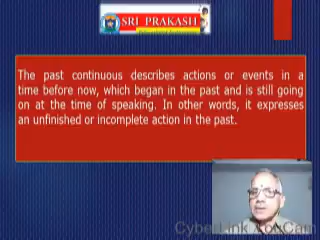 SRI PRAKASH
The past continuous describes actions or events in a
time before now, which began in the past and is still going
on at the time of speaking. In other words, it expresses
an unfinished or incomplete action in the past.
CyberLink YouCam